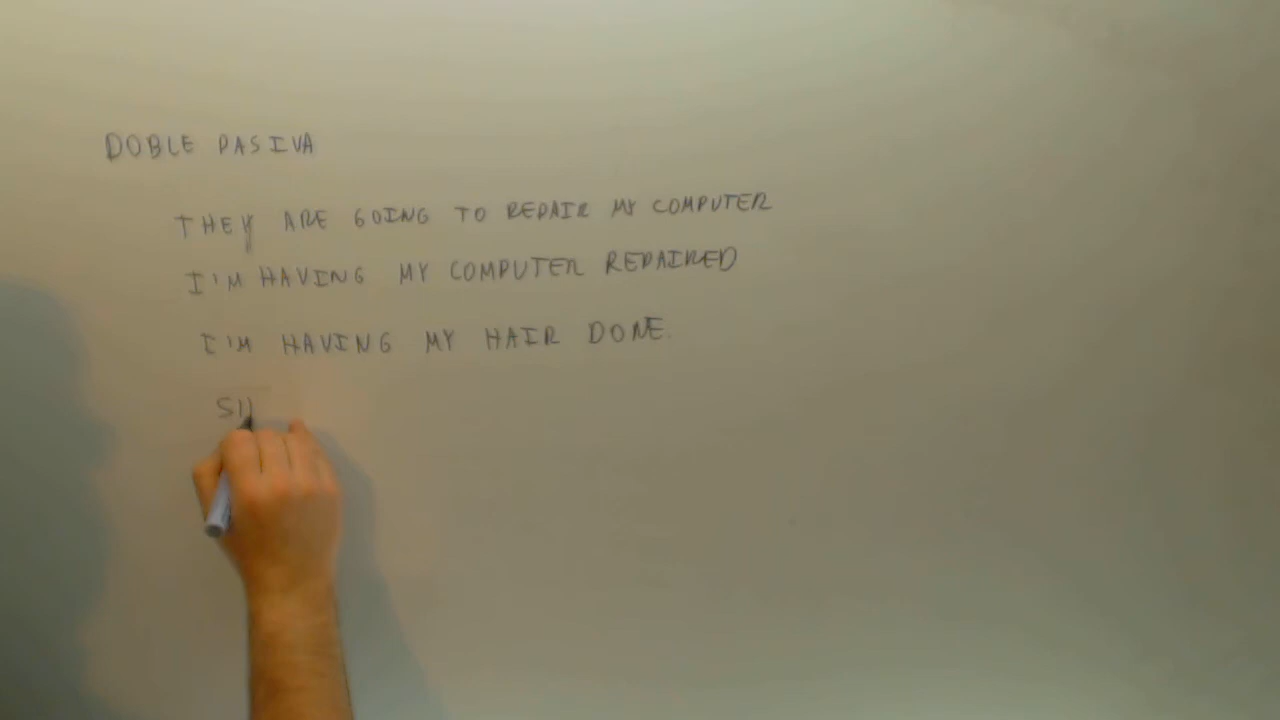 DOBLE PASIVA
THEY ARE GOING TO REPAIR MY COMPUTER
I'M HAVING MY COMPUTER REPAIRED
I'M HAVING MY HAIR DONE